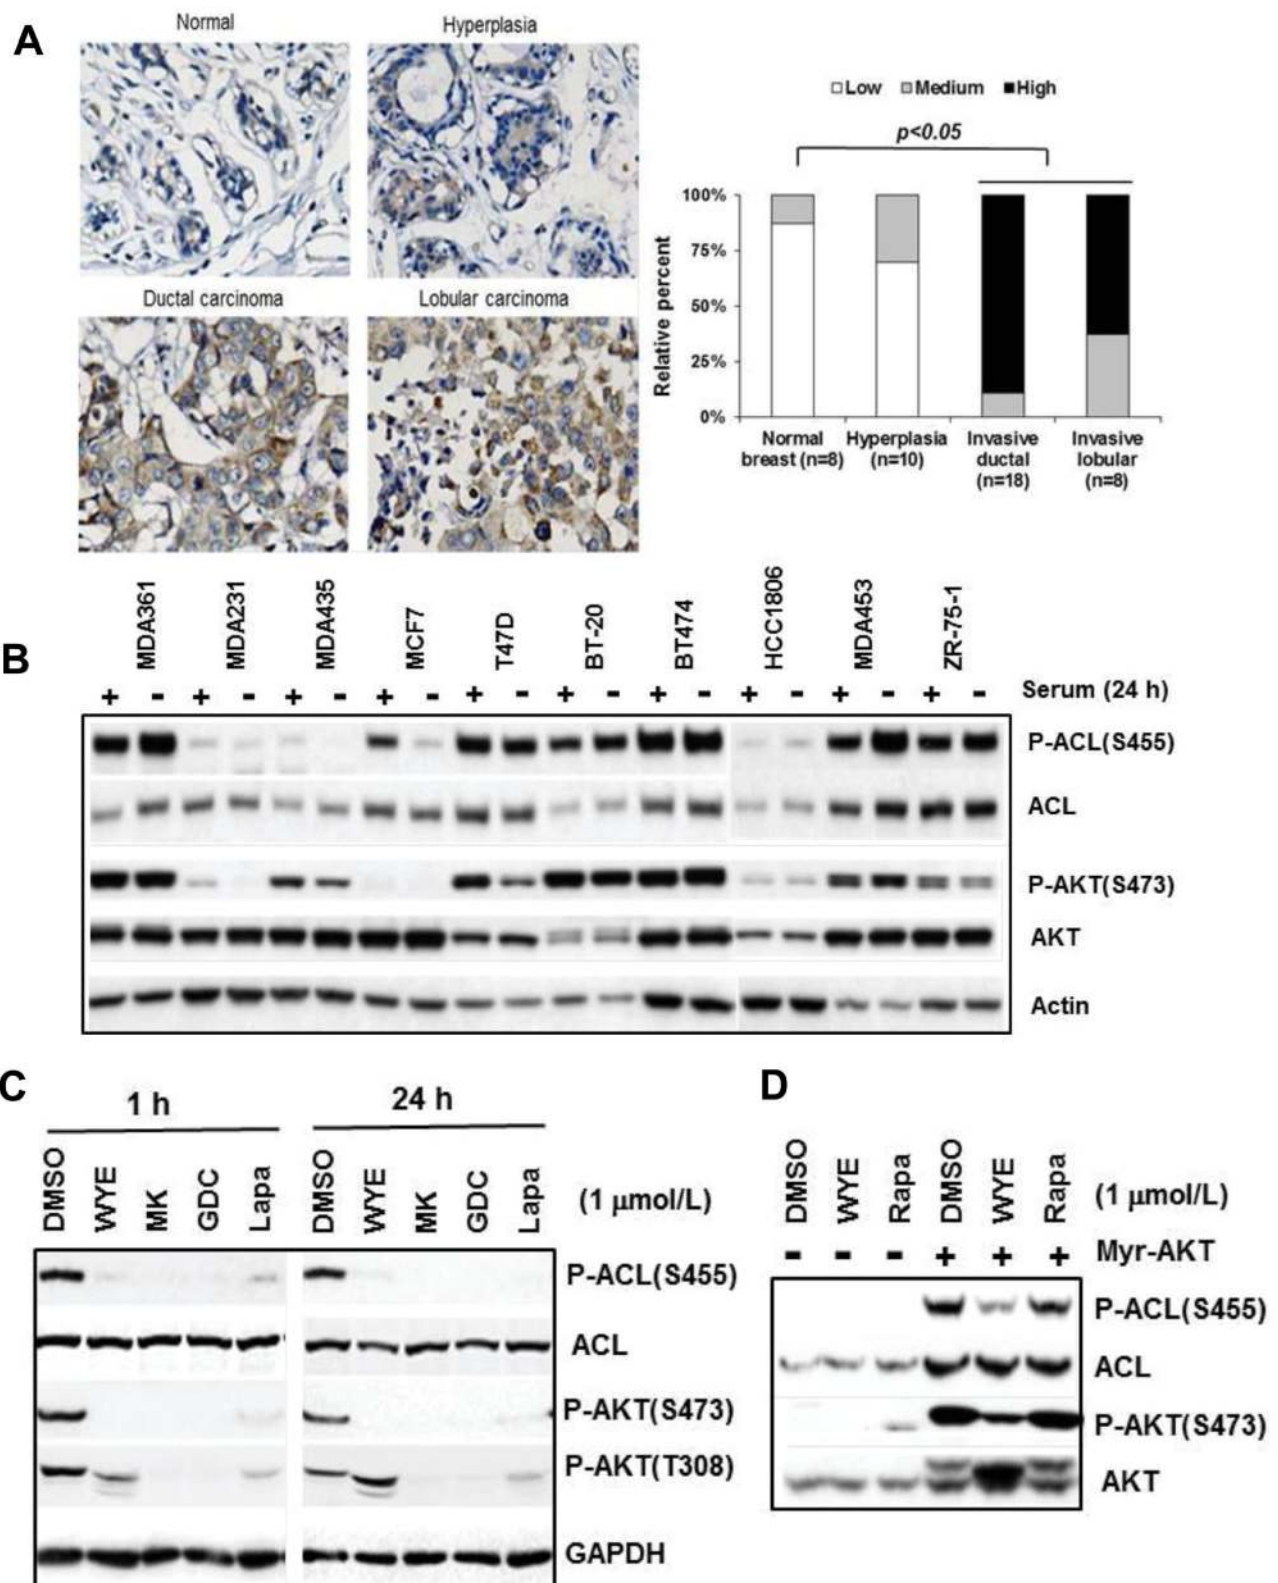 A
Normal
Hyperplasia
Ductal carcinoma
Lobular carcinoma
Low Medium High
p<0.05
Relative percent
100%
75%
50%
25%
0%
Normal breast (n=8)
Hyperplasia (n=10)
Invasive ductal (n=18)
Invasive lobular (n=8)
B
MDA361 MDA231 MDA435 MCF7 T47D BT-20 BT474 HCC1806 MDA453 ZR-75-1
+ - + - + - + - + - + - + - + - + - + - Serum (24 h)
P-ACL(S455)
ACL
P-AKT(S473)
AKT
Actin
C
1 h 24 h
DMSO WYE MK GDC Lapa DMSO WYE MK GDC Lapa (1 μmol/L)
P-ACL(S455)
ACL
P-AKT(S473)
P-AKT(T308)
GAPDH
D
DMSO WYE Rapa DMSO WYE Rapa (1 μmol/L)
- - - + + + Myr-AKT
P-ACL(S455)
ACL
P-AKT(S473)
AKT